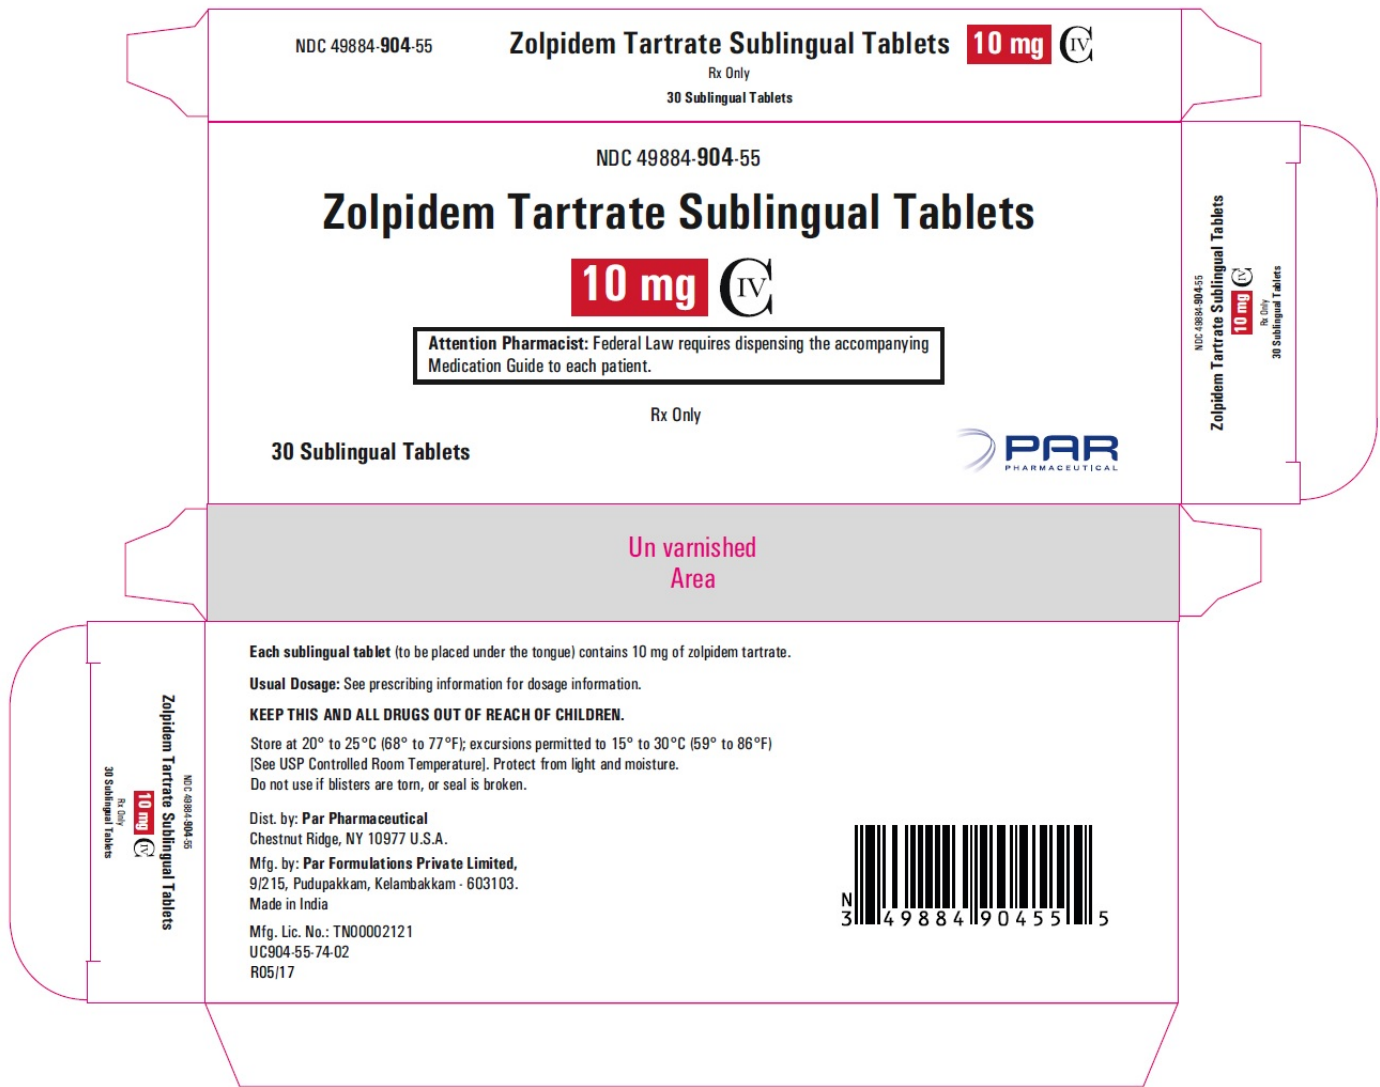 NDC 49884-904-55
Zolpidem Tartrate Sublingual Tablets 10 mg CIV
Rx Only
30 Sublingual Tablets
NDC 49884-904-55
Zolpidem Tartrate Sublingual Tablets
10 mg CIV
Attention Pharmacist: Federal Law requires dispensing the accompanying
Medication Guide to each patient.
Rx Only
30 Sublingual Tablets
PAR
PHARMACEUTICAL
NDC 49884-904-55
Zolpidem Tartrate Sublingual Tablets
10 mg CIV
Rx Only
30 Sublingual Tablets
Un varnished
Area
NDC 49884-904-55
Zolpidem Tartrate Sublingual Tablets
10 mg CIV
Rx Only
30 Sublingual Tablets
Each sublingual tablet (to be placed under the tongue) contains 10 mg of zolpidem tartrate.
Usual Dosage: See prescribing information for dosage information.
KEEP THIS AND ALL DRUGS OUT OF REACH OF CHILDREN.
Store at 20° to 25°C (68° to 77°F); excursions permitted to 15° to 30°C (59° to 86°F)
[See USP Controlled Room Temperature]. Protect from light and moisture.
Do not use if blisters are torn, or seal is broken.
Dist. by: Par Pharmaceutical
Chestnut Ridge, NY 10977 U.S.A.
Mfg. by: Par Formulations Private Limited,
9/215, Pudupakkam, Kelambakkam - 603103.
Made in India
Mfg. Lic. No.: TN00002121
UC904-55-74-02
R05/17
N
3 49884 90455 5